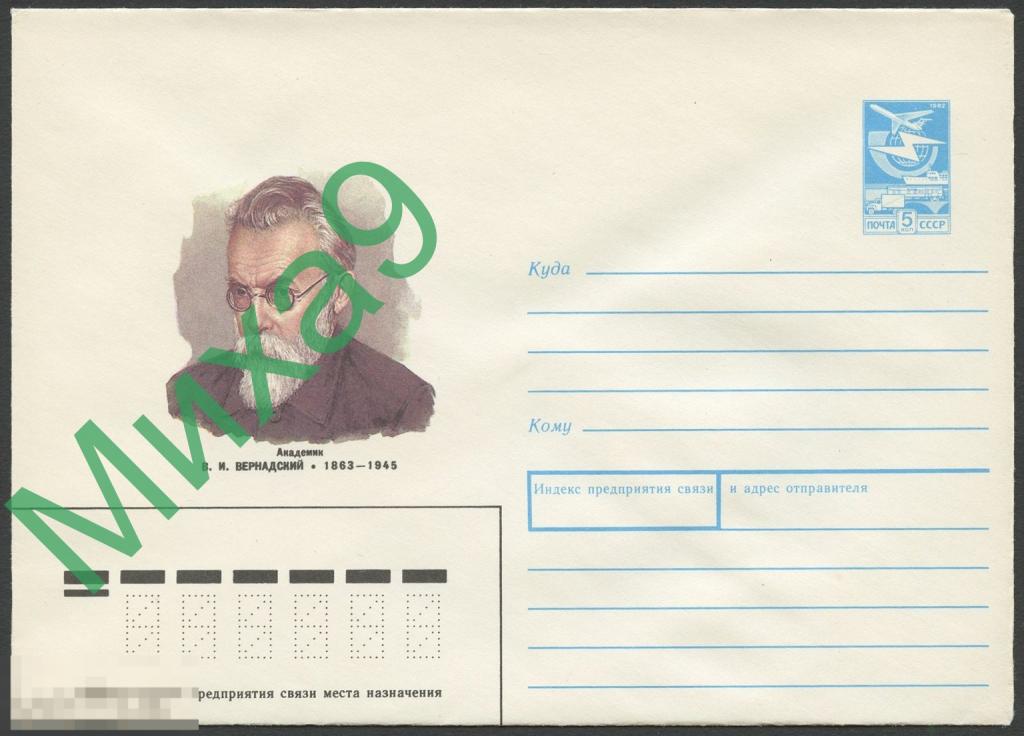 1982
ПОЧТА 5 КОП СССР
Миха9
Куда
Академик
В. И. ВЕРНАДСКИЙ • 1863—1945
Кому
Индекс предприятия связи и адрес отправителя
предприятия связи места назначения